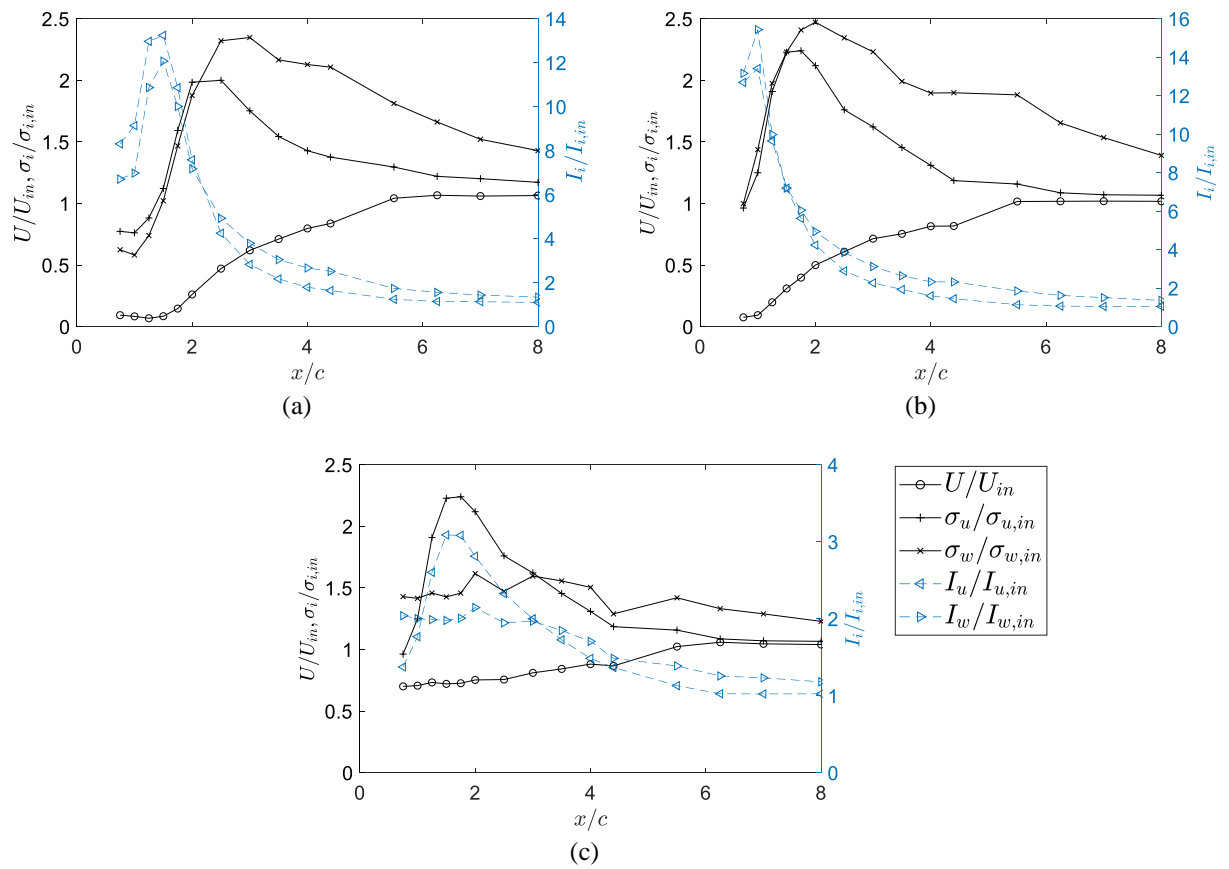 2.5
2
1.5
1
0.5
0
U/U_{in}, σ_i/σ_{i,in}
14
12
10
8
6
4
2
0
I_i/I_{i,in}
0 2 4 6 8
x/c
(a)
2.5
2
1.5
1
0.5
0
U/U_{in}, σ_i/σ_{i,in}
16
14
12
10
8
6
4
2
0
I_i/I_{i,in}
0 2 4 6 8
x/c
(b)
2.5
2
1.5
1
0.5
0
U/U_{in}, σ_i/σ_{i,in}
4
3
2
1
0
I_i/I_{i,in}
0 2 4 6 8
x/c
(c)
U/U_{in}
σ_u/σ_{u,in}
σ_w/σ_{w,in}
I_u/I_{u,in}
I_w/I_{w,in}